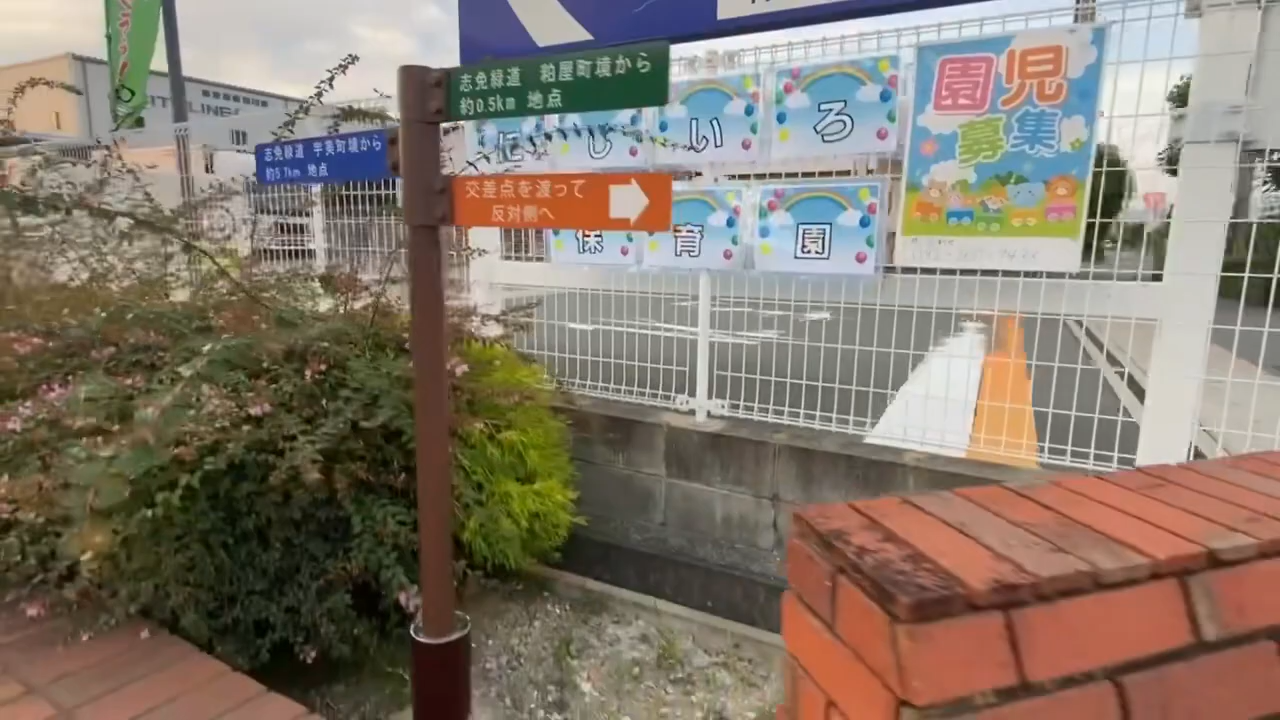 志免緑道 粕屋町境から
約0.5km 地点
志免緑道 宇美町境から
約5.7km 地点
交差点を渡って
反対側へ
にじいろ
保育園
園児
募集